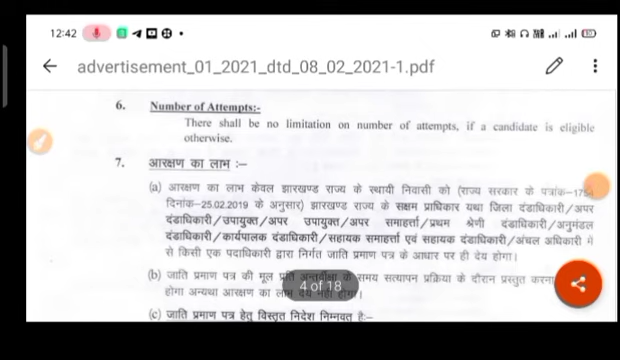 12:42
advertisement_01_2021_dtd_08_02_2021-1.pdf
6. Number of Attempts:-
There shall be no limitation on number of attempts, if a candidate is eligible
otherwise.
7. आरक्षण का लाभ :—
(a) आरक्षण का लाभ केवल झारखण्ड राज्य के स्थायी निवासी को (राज्य सरकार के पत्रांक—1754
दिनांक—25.02.2019 के अनुसार) झारखण्ड राज्य के सक्षम प्राधिकार यथा जिला दंडाधिकारी/अपर
दंडाधिकारी/उपायुक्त/अपर उपायुक्त/अपर समाहर्त्ता/प्रथम श्रेणी दंडाधिकारी/अनुमंडल
दंडाधिकारी/कार्यपालक दंडाधिकारी/सहायक समाहर्त्ता एवं सहायक दंडाधिकारी/अंचल अधिकारी में
से किसी एक पदाधिकारी द्वारा निर्गत जाति प्रमाण पत्र के आधार पर ही देय होगा।
(b) जाति प्रमाण पत्र की मूल प्रति अन्तर्वीक्षा के समय सत्यापन प्रक्रिया के दौरान प्रस्तुत करना
होगा अन्यथा आरक्षण का लाभ देय नहीं होगा।
4 of 18
(c) जाति प्रमाण पत्र हेतु विस्तृत निदेश निम्नवत है:—